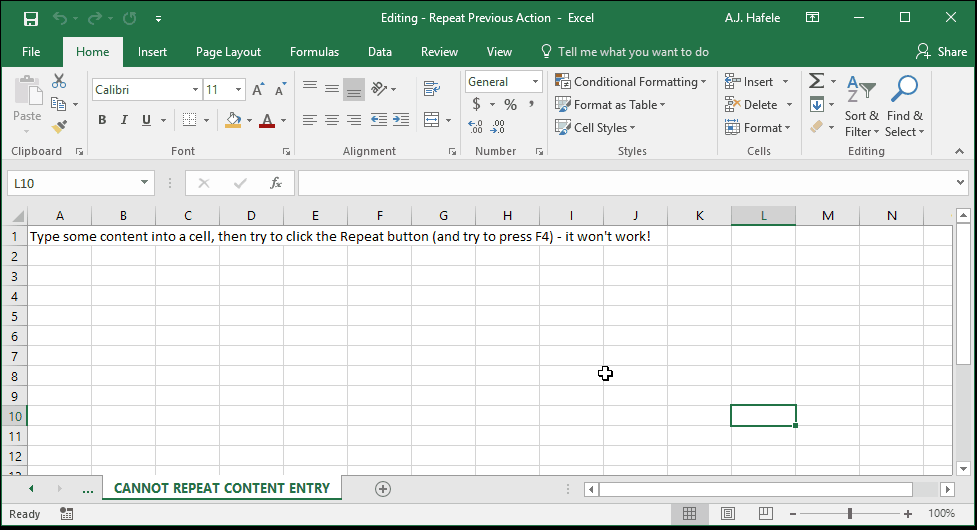 Editing - Repeat Previous Action - Excel
A.J. Hafele
File Home Insert Page Layout Formulas Data Review View Tell me what you want to do Share
Paste
Clipboard
Calibri 11
B I U A
Font
Alignment
General
$ % ,
Number
Conditional Formatting
Format as Table
Cell Styles
Styles
Insert
Delete
Format
Cells
Sort & Filter
Find & Select
Editing
L10
fx
A B C D E F G H I J K L M N
1 Type some content into a cell, then try to click the Repeat button (and try to press F4) - it won't work!
2
3
4
5
6
7
8
9
10
11
12
13
... CANNOT REPEAT CONTENT ENTRY
Ready
100%